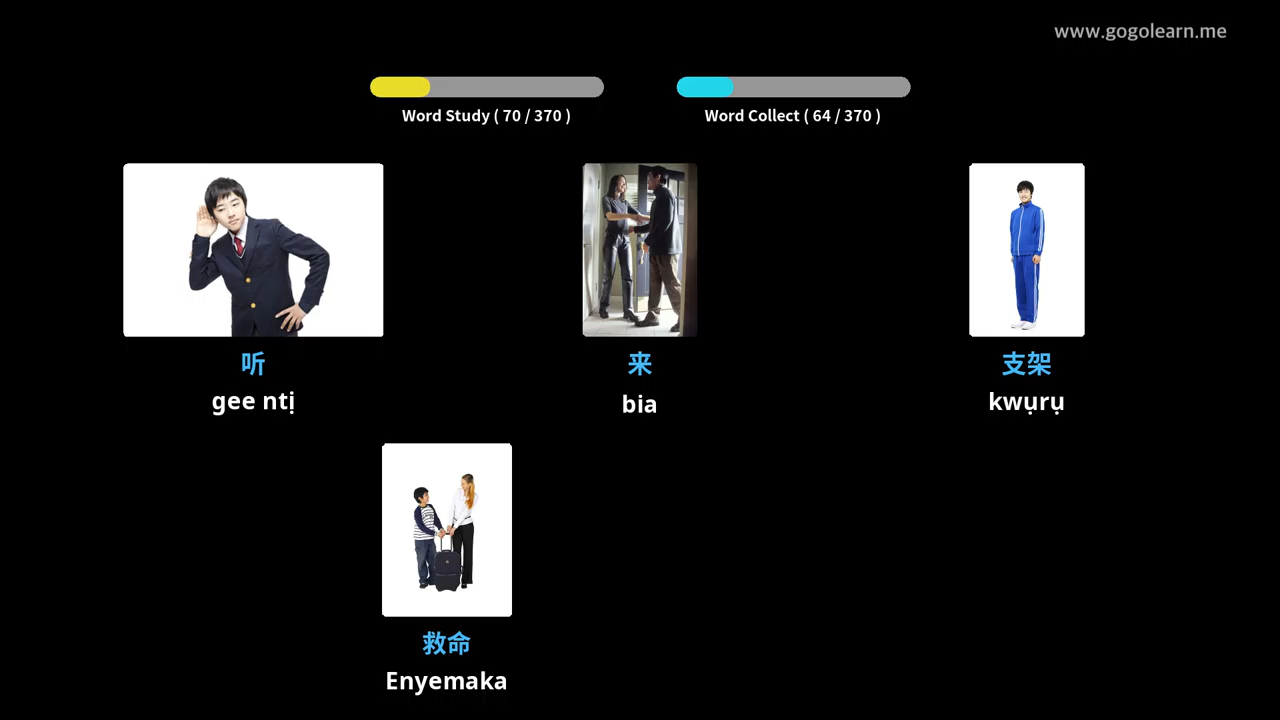 www.gogolearn.me
Word Study ( 70 / 370 )
Word Collect ( 64 / 370 )
听
gee ntị
来
bia
支架
kwụrụ
救命
Enyemaka